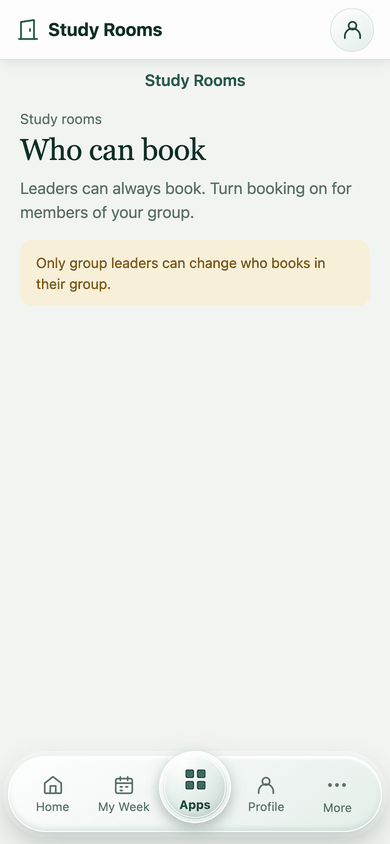 Study Rooms
Study Rooms
Study rooms
Who can book
Leaders can always book. Turn booking on for
members of your group.
Only group leaders can change who books in
their group.
Home
My Week
Apps
Profile
More